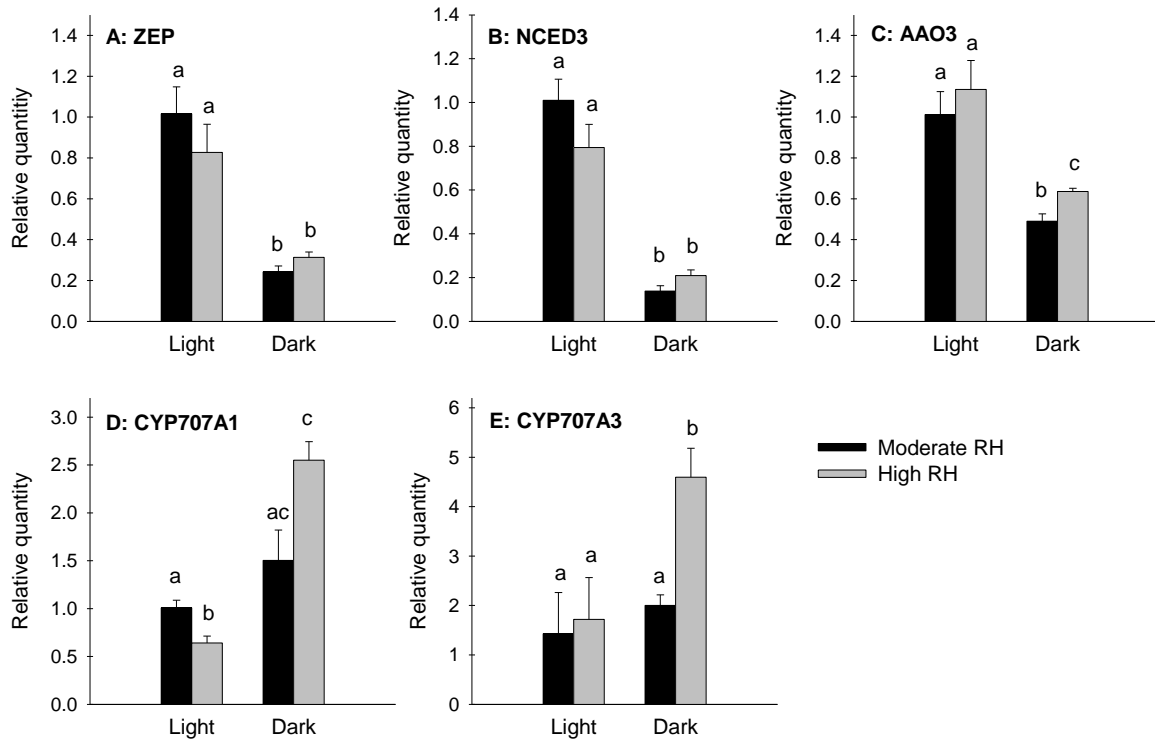 A: ZEP
Relative quantity
1.4
1.2
1.0
0.8
0.6
0.4
0.2
0.0
a
a
b
b
Light Dark
B: NCED3
Relative quantity
1.4
1.2
1.0
0.8
0.6
0.4
0.2
0.0
a
a
b
b
Light Dark
C: AAO3
Relative quantity
1.4
1.2
1.0
0.8
0.6
0.4
0.2
0.0
a
a
b
c
Light Dark
D: CYP707A1
Relative quantity
3.0
2.5
2.0
1.5
1.0
0.5
0.0
a
b
ac
c
Light Dark
E: CYP707A3
Relative quantity
6
5
4
3
2
1
0
a
a
a
b
Light Dark
Moderate RH
High RH